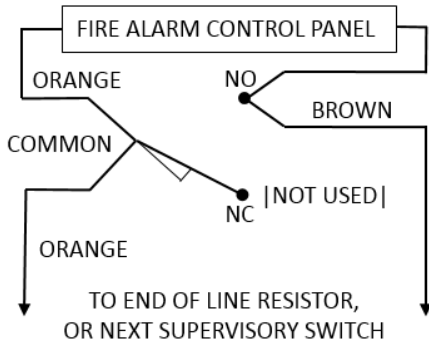 FIRE ALARM CONTROL PANEL
ORANGE
NO
BROWN
COMMON
|NOT USED|
NC
ORANGE
TO END OF LINE RESISTOR,
OR NEXT SUPERVISORY SWITCH